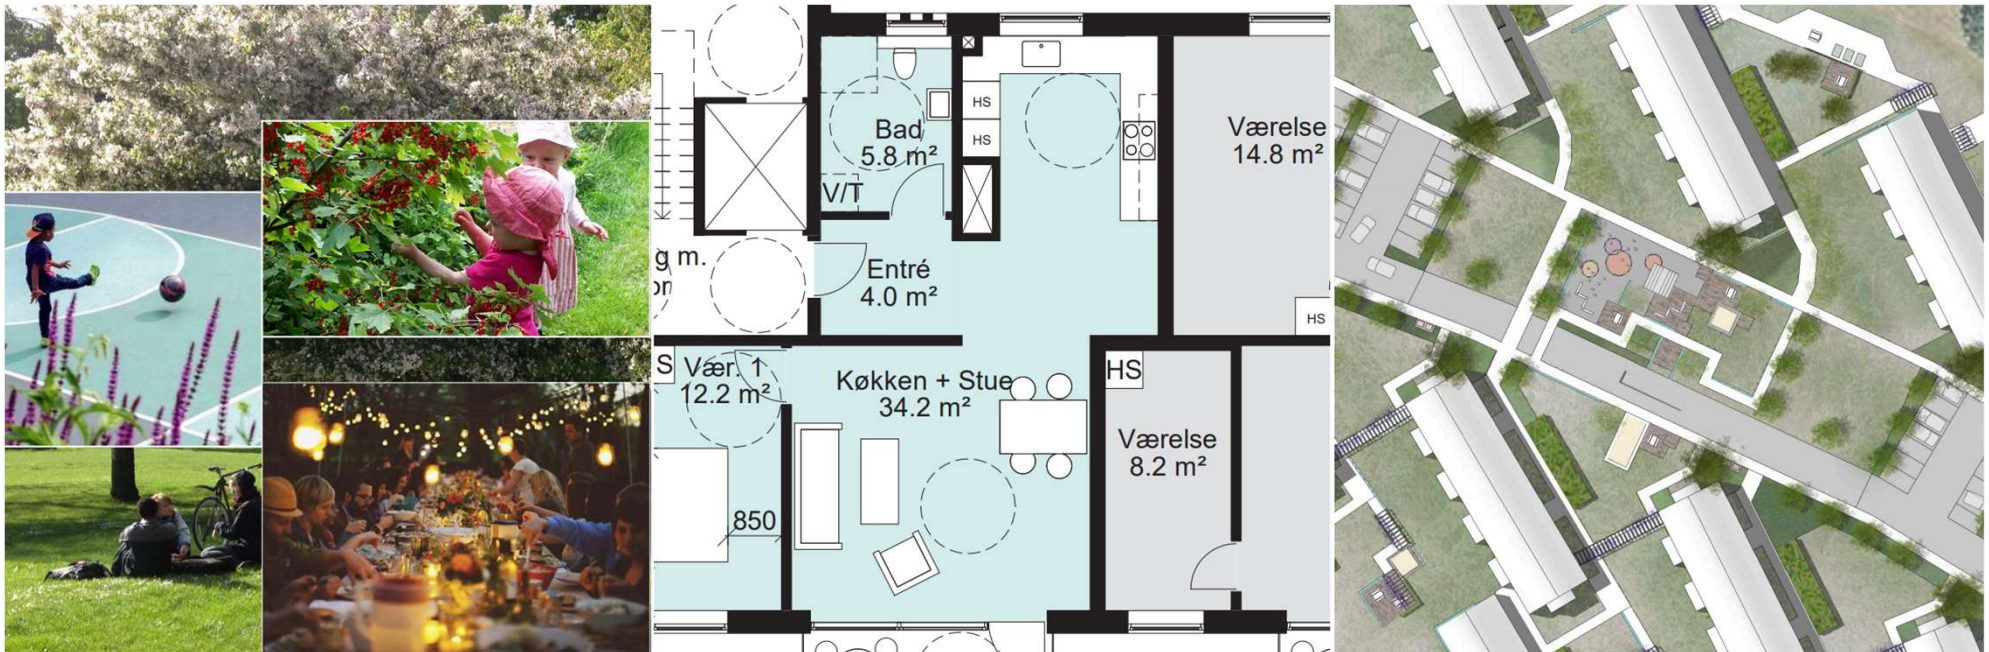 Bad
5.8 m²
V/T
HS
HS
Værelse
14.8 m²
HS
g m.
Entré
4.0 m²
S
Vær. 1
12.2 m²
850
Køkken + Stue
34.2 m²
HS
Værelse
8.2 m²